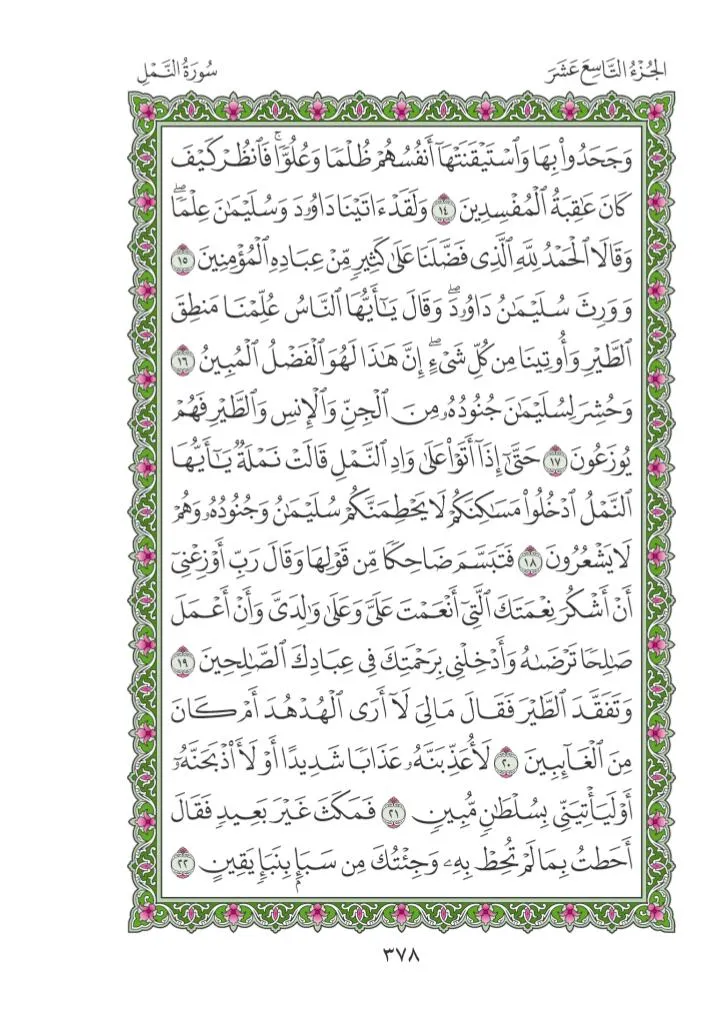 الجُزْءُ التَّاسِعَ عَشَرَ
سُورَةُ النَّمْلِ
وَجَحَدُواْ بِهَا وَٱسْتَيْقَنَتْهَآ أَنفُسُهُمْ ظُلْمًا وَعُلُوًّاۚ فَٱنظُرْ كَيْفَ
كَانَ عَٰقِبَةُ ٱلْمُفْسِدِينَ ١٤ وَلَقَدْ ءَاتَيْنَا دَاوُۥدَ وَسُلَيْمَٰنَ عِلْمًاۖ
وَقَالَا ٱلْحَمْدُ لِلَّهِ ٱلَّذِى فَضَّلَنَا عَلَىٰ كَثِيرٍ مِّنْ عِبَادِهِ ٱلْمُؤْمِنِينَ ١٥
وَوَرِثَ سُلَيْمَٰنُ دَاوُۥدَۖ وَقَالَ يَٰٓأَيُّهَا ٱلنَّاسُ عُلِّمْنَا مَنطِقَ
ٱلطَّيْرِ وَأُوتِينَا مِن كُلِّ شَىْءٍۖ إِنَّ هَٰذَا لَهُوَ ٱلْفَضْلُ ٱلْمُبِينُ ١٦
وَحُشِرَ لِسُلَيْمَٰنَ جُنُودُهُۥ مِنَ ٱلْجِنِّ وَٱلْإِنسِ وَٱلطَّيْرِ فَهُمْ
يُوزَعُونَ ١٧ حَتَّىٰٓ إِذَآ أَتَوْاْ عَلَىٰ وَادِ ٱلنَّمْلِ قَالَتْ نَمْلَةٌ يَٰٓأَيُّهَا
ٱلنَّمْلُ ٱدْخُلُواْ مَسَٰكِنَكُمْ لَا يَحْطِمَنَّكُمْ سُلَيْمَٰنُ وَجُنُودُهُۥ وَهُمْ
لَا يَشْعُرُونَ ١٨ فَتَبَسَّمَ ضَاحِكًا مِّن قَوْلِهَا وَقَالَ رَبِّ أَوْزِعْنِىٓ
أَنْ أَشْكُرَ نِعْمَتَكَ ٱلَّتِىٓ أَنْعَمْتَ عَلَىَّ وَعَلَىٰ وَٰلِدَىَّ وَأَنْ أَعْمَلَ
صَٰلِحًا تَرْضَىٰهُ وَأَدْخِلْنِى بِرَحْمَتِكَ فِى عِبَادِكَ ٱلصَّٰلِحِينَ ١٩
وَتَفَقَّدَ ٱلطَّيْرَ فَقَالَ مَالِىَ لَآ أَرَى ٱلْهُدْهُدَ أَمْ كَانَ
مِنَ ٱلْغَآئِبِينَ ٢٠ لَأُعَذِّبَنَّهُۥ عَذَابًا شَدِيدًا أَوْ لَأَاْذْبَحَنَّهُۥٓ
أَوْ لَيَأْتِيَنِّى بِسُلْطَٰنٍ مُّبِينٍ ٢١ فَمَكَثَ غَيْرَ بَعِيدٍ فَقَالَ
أَحَطتُ بِمَا لَمْ تُحِطْ بِهِۦ وَجِئْتُكَ مِن سَبَإٍۭ بِنَبَإٍ يَقِينٍ ٢٢
٣٧٨